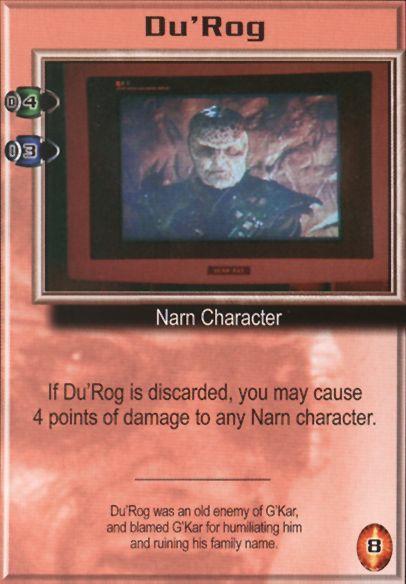 Du'Rog
4
3
Narn Character
If Du'Rog is discarded, you may cause
4 points of damage to any Narn character.
Du'Rog was an old enemy of G'Kar,
and blamed G'Kar for humiliating him
and ruining his family name.
8